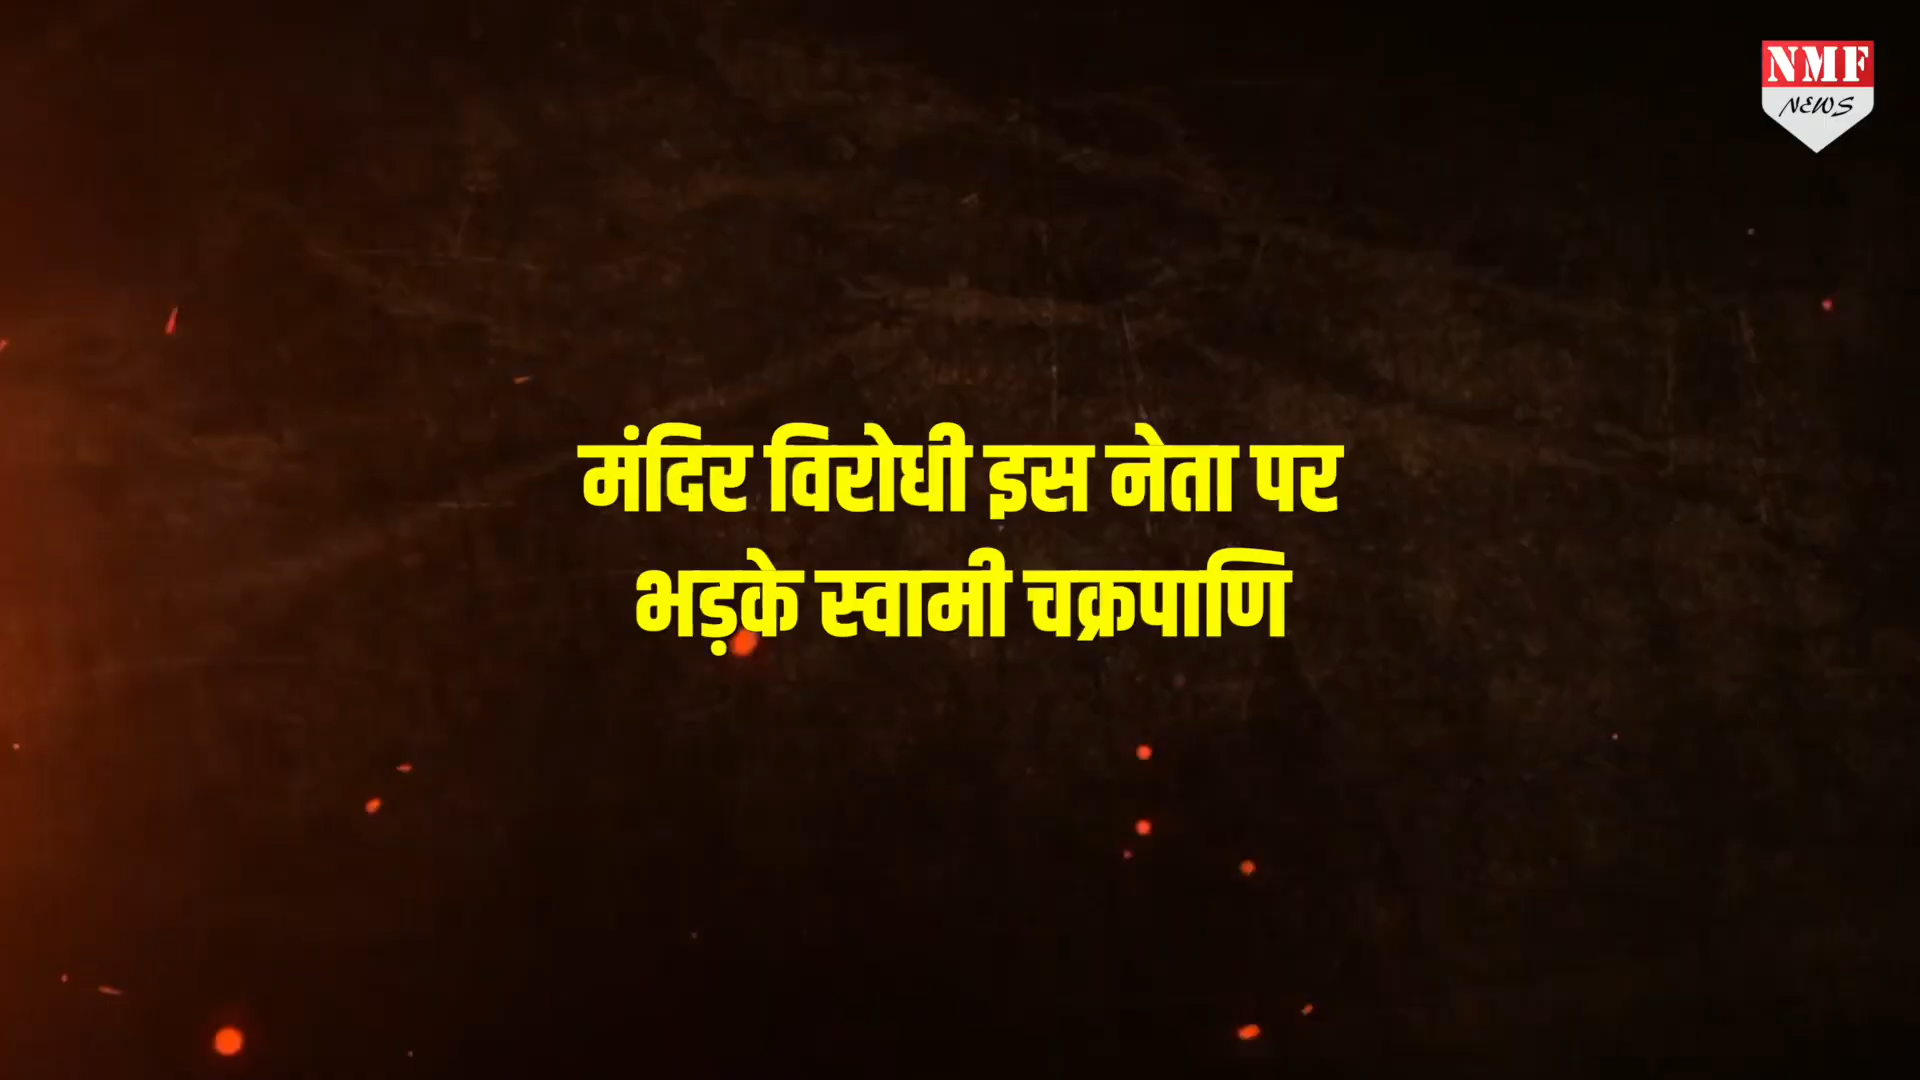 NMF
NEWS
मंदिर विरोधी इस नेता पर
भड़के स्वामी चक्रपाणि